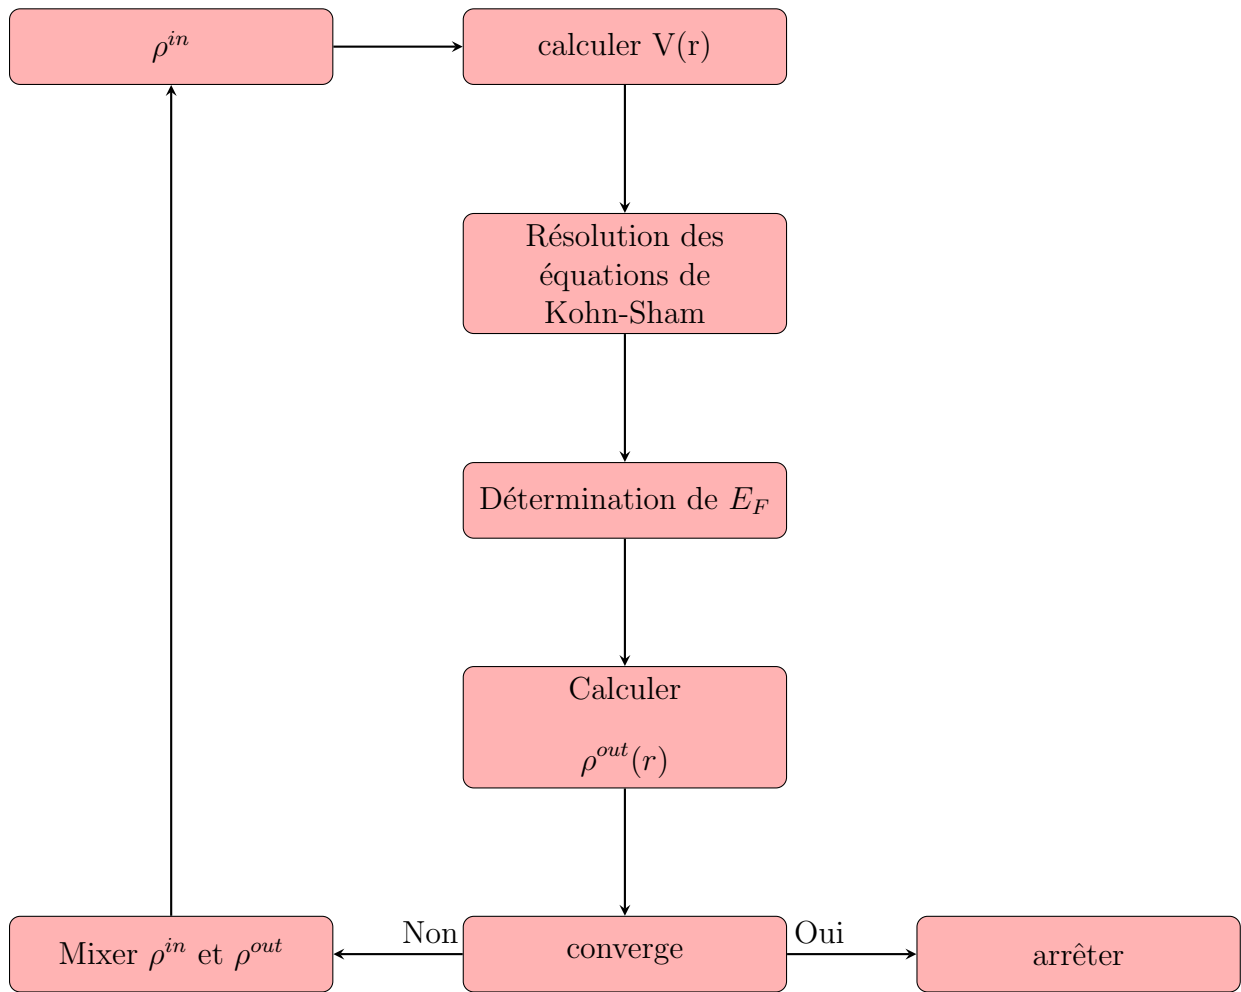 ρ^{in}
calculer V(r)
Résolution des
équations de
Kohn-Sham
Détermination de E_F
Calculer
ρ^{out}(r)
Mixer ρ^{in} et ρ^{out}
Non
converge
Oui
arrêter